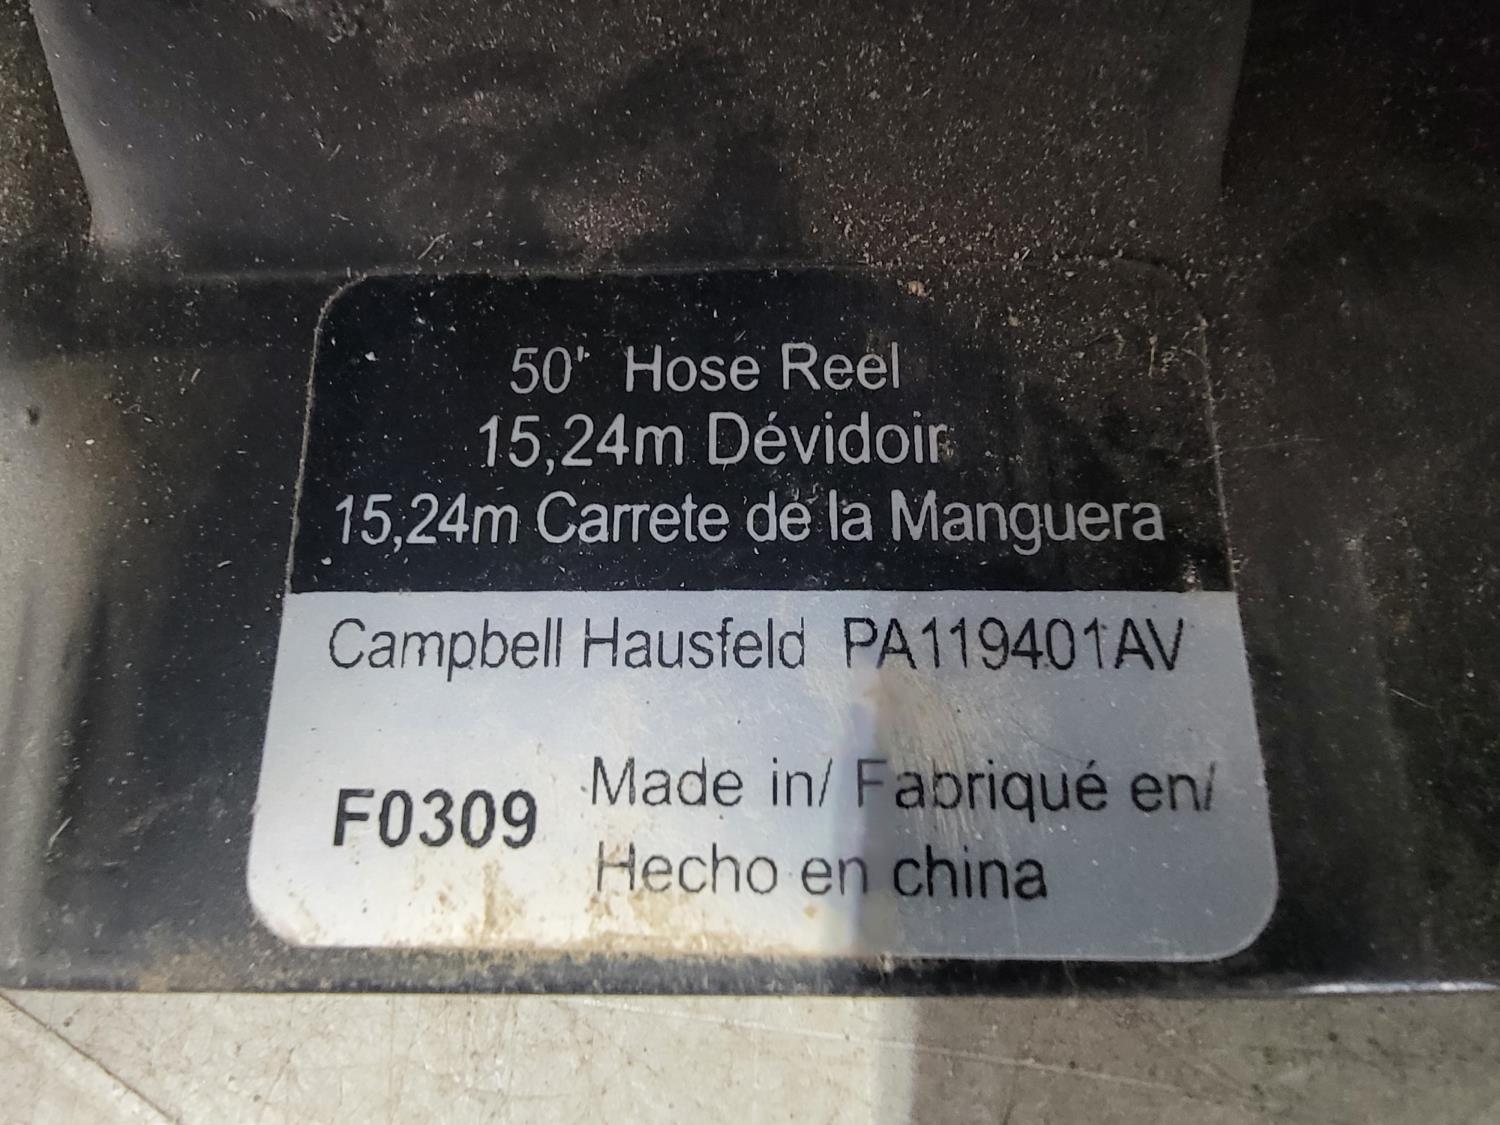 50' Hose Reel
15,24m Dévidoir
15,24m Carrete de la Manguera
Campbell Hausfeld PA119401AV
F0309
Made in/ Fabriqué en/
Hecho en china